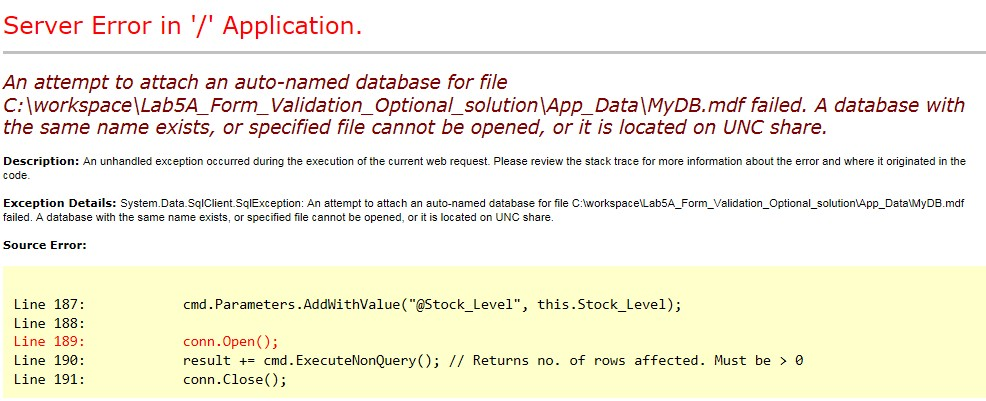 Server Error in '/' Application.
An attempt to attach an auto-named database for file
C:\workspace\Lab5A_Form_Validation_Optional_solution\App_Data\MyDB.mdf failed. A database with
the same name exists, or specified file cannot be opened, or it is located on UNC share.
Description: An unhandled exception occurred during the execution of the current web request. Please review the stack trace for more information about the error and where it originated in the
code.
Exception Details: System.Data.SqlClient.SqlException: An attempt to attach an auto-named database for file C:\workspace\Lab5A_Form_Validation_Optional_solution\App_Data\MyDB.mdf
failed. A database with the same name exists, or specified file cannot be opened, or it is located on UNC share.
Source Error:
Line 187: cmd.Parameters.AddWithValue("@Stock_Level", this.Stock_Level);
Line 188:
Line 189: conn.Open();
Line 190: result += cmd.ExecuteNonQuery(); // Returns no. of rows affected. Must be > 0
Line 191: conn.Close();